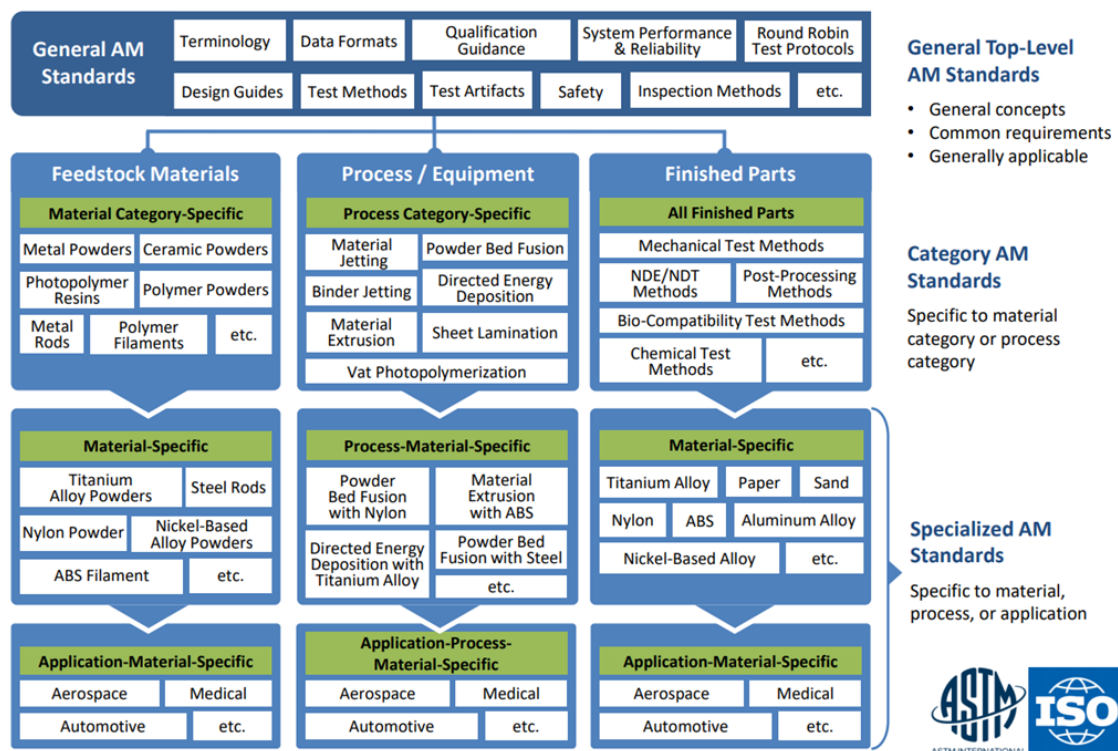 General AM
Standards
Terminology
Data Formats
Qualification
Guidance
System Performance
& Reliability
Round Robin
Test Protocols
Design Guides
Test Methods
Test Artifacts
Safety
Inspection Methods
etc.
General Top-Level
AM Standards
• General concepts
• Common requirements
• Generally applicable
Feedstock Materials
Material Category-Specific
Metal Powders
Ceramic Powders
Photopolymer
Resins
Polymer Powders
Metal
Rods
Polymer
Filaments
etc.
Process / Equipment
Process Category-Specific
Material
Jetting
Powder Bed Fusion
Binder Jetting
Directed Energy
Deposition
Material
Extrusion
Sheet Lamination
Vat Photopolymerization
Finished Parts
All Finished Parts
Mechanical Test Methods
NDE/NDT
Methods
Post-Processing
Methods
Bio-Compatibility Test Methods
Chemical Test
Methods
etc.
Category AM
Standards
Specific to material
category or process
category
Material-Specific
Titanium
Alloy Powders
Steel Rods
Nylon Powder
Nickel-Based
Alloy Powders
ABS Filament
etc.
Process-Material-Specific
Powder
Bed Fusion
with Nylon
Material
Extrusion
with ABS
Directed Energy
Deposition with
Titanium Alloy
Powder Bed
Fusion with Steel
etc.
Material-Specific
Titanium Alloy
Paper
Sand
Nylon
ABS
Aluminum Alloy
Nickel-Based Alloy
etc.
Specialized AM
Standards
Specific to material,
process, or application
Application-Material-Specific
Aerospace
Medical
Automotive
etc.
Application-Process-
Material-Specific
Aerospace
Medical
Automotive
etc.
Application-Material-Specific
Aerospace
Medical
Automotive
etc.
ASTM
ASTM INTERNATIONAL
ISO